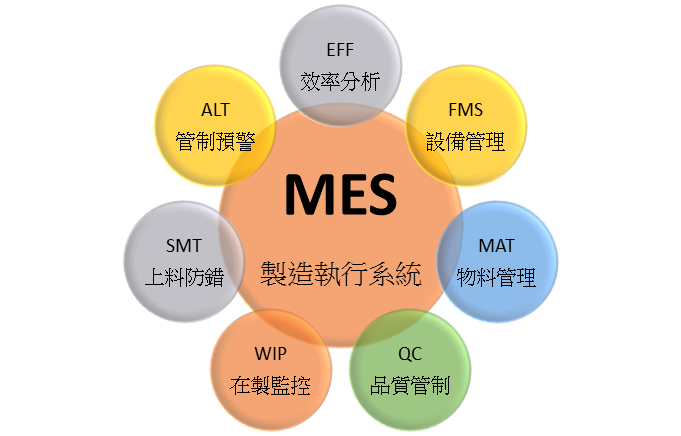 EFF
效率分析
ALT
管制預警
FMS
設備管理
MES
製造執行系統
SMT
上料防錯
MAT
物料管理
WIP
在製監控
QC
品質管制